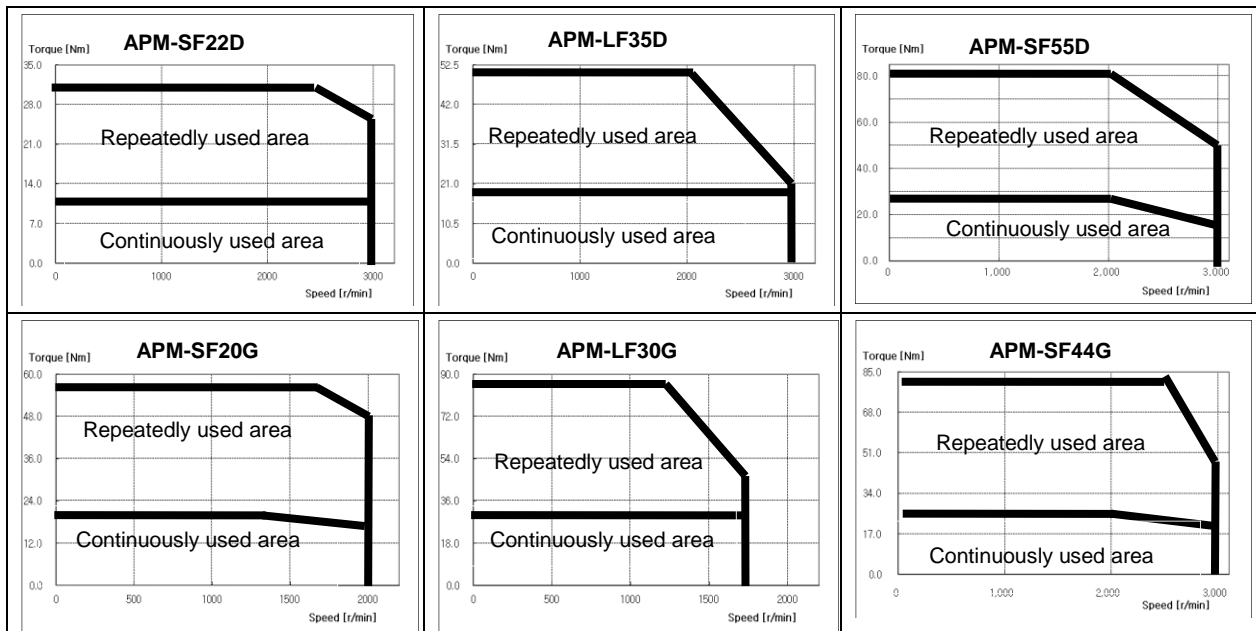 APM-SF22D
Torque [Nm]
35.0
28.0
21.0
14.0
7.0
0.0
Repeatedly used area
Continuously used area
0 1000 2000 3000
Speed [r/min]
APM-LF35D
Torque [Nm]
52.5
42.0
31.5
21.0
10.5
0.0
Repeatedly used area
Continuously used area
0 1000 2000 3000
Speed [r/min]
APM-SF55D
Torque [Nm]
80.0
60.0
40.0
20.0
0.0
Repeatedly used area
Continuously used area
0 1,000 2,000 3,000
Speed [r/min]
APM-SF20G
Torque [Nm]
60.0
48.0
36.0
24.0
12.0
0.0
Repeatedly used area
Continuously used area
0 500 1000 1500 2000
Speed [r/min]
APM-LF30G
Torque [Nm]
90.0
72.0
54.0
36.0
18.0
0.0
Repeatedly used area
Continuously used area
0 500 1000 1500 2000
Speed [r/min]
APM-SF44G
Torque [Nm]
85.0
68.0
51.0
34.0
17.0
0.0
Repeatedly used area
Continuously used area
0 1,000 2,000 3,000
Speed [r/min]